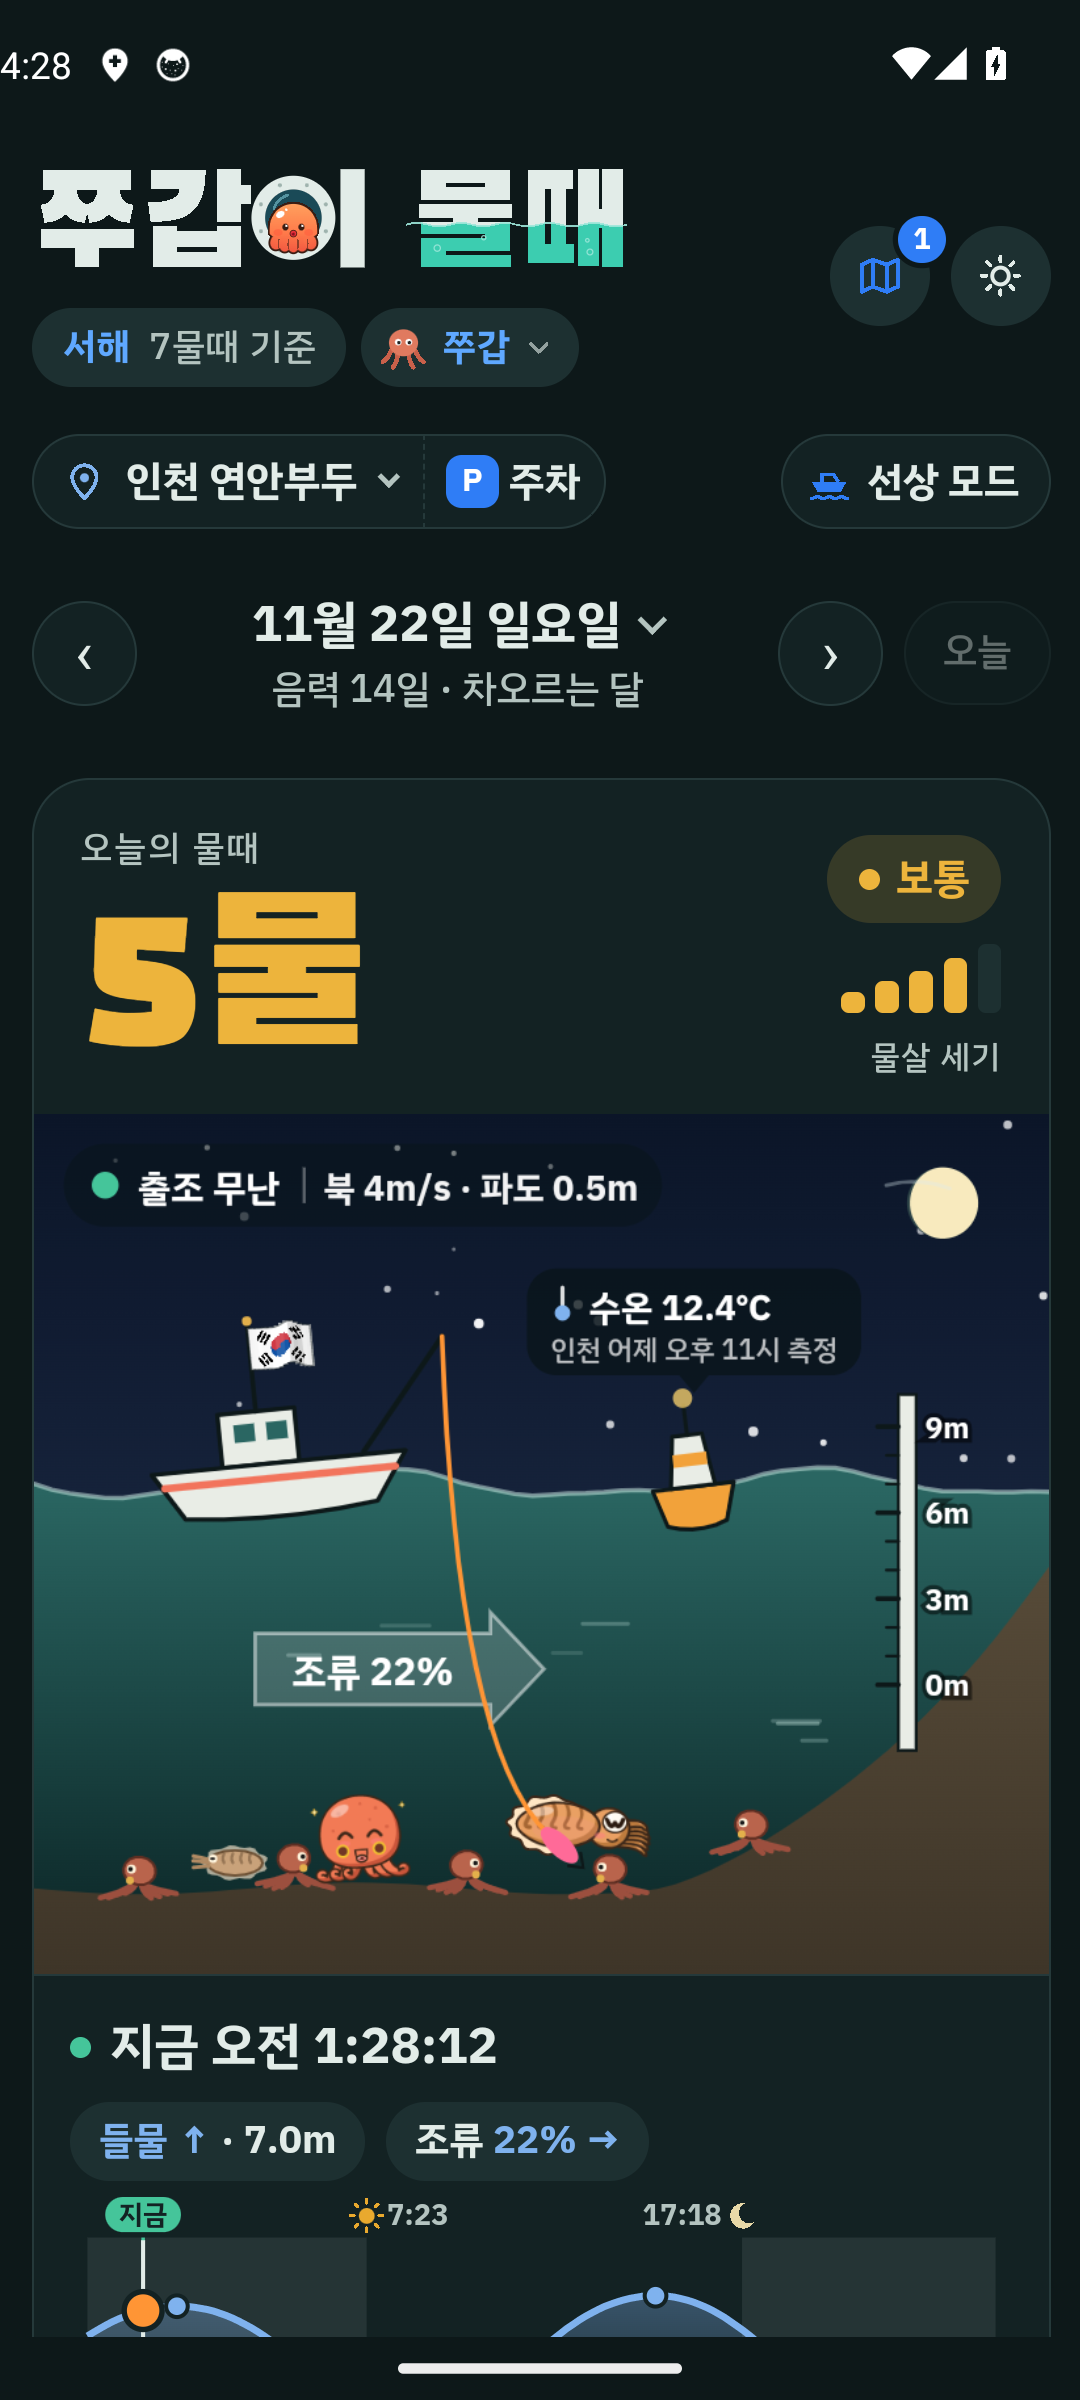 4:28
쭈갑이 물때
1
서해 7물때 기준
쭈갑
인천 연안부두
P 주차
선상 모드
11월 22일 일요일
음력 14일 · 차오르는 달
오늘
오늘의 물때
5물
보통
물살 세기
출조 무난 | 북 4m/s · 파도 0.5m
수온 12.4°C
인천 어제 오후 11시 측정
9m
6m
3m
0m
조류 22%
지금 오전 1:28:12
들물 ↑ · 7.0m
조류 22% →
지금
7:23
17:18